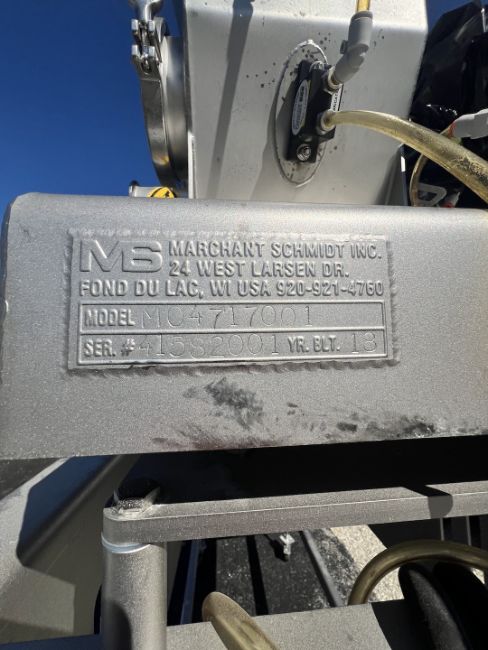 MS MARCHANT SCHMIDT INC.
24 WEST LARSEN DR.
FOND DU LAC, WI USA 920-921-4760
MODEL MC4717001
SER. # 41582001 YR. BLT. 13